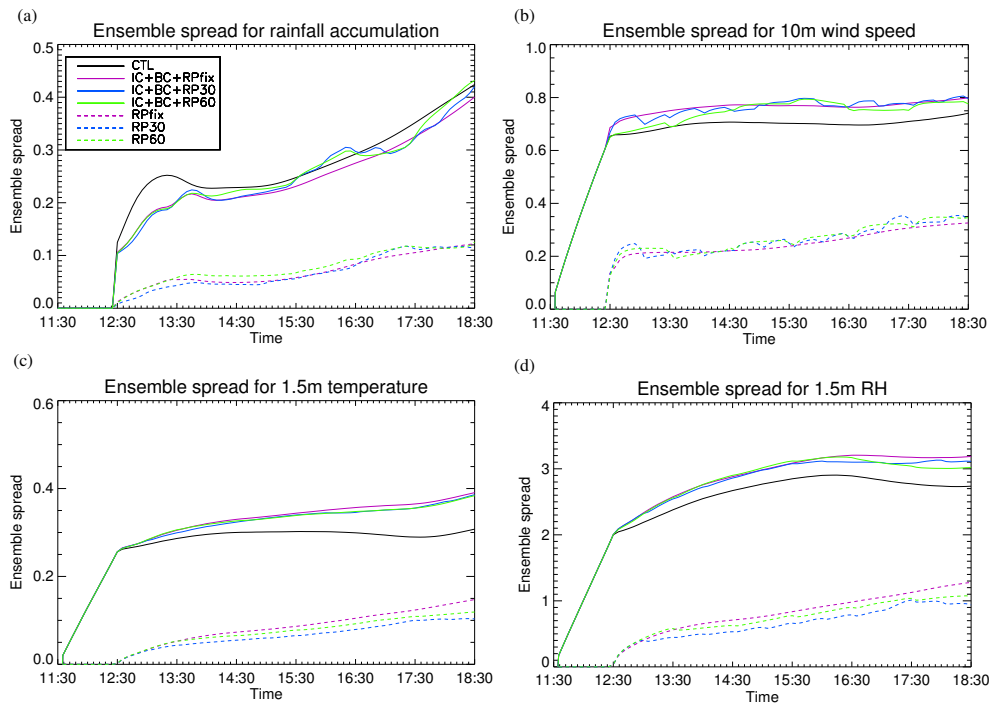 (a)
Ensemble spread for rainfall accumulation
0.5
0.4
0.3
0.2
0.1
0.0
Ensemble spread
CTL
IC+BC+RPfix
IC+BC+RP30
IC+BC+RP60
RPfix
RP30
RP60
11:30 12:30 13:30 14:30 15:30 16:30 17:30 18:30
Time
(b)
Ensemble spread for 10m wind speed
1.0
0.8
0.6
0.4
0.2
0.0
Ensemble spread
11:30 12:30 13:30 14:30 15:30 16:30 17:30 18:30
Time
(c)
Ensemble spread for 1.5m temperature
0.6
0.4
0.2
0.0
Ensemble spread
11:30 12:30 13:30 14:30 15:30 16:30 17:30 18:30
Time
(d)
Ensemble spread for 1.5m RH
4
3
2
1
0
Ensemble spread
11:30 12:30 13:30 14:30 15:30 16:30 17:30 18:30
Time